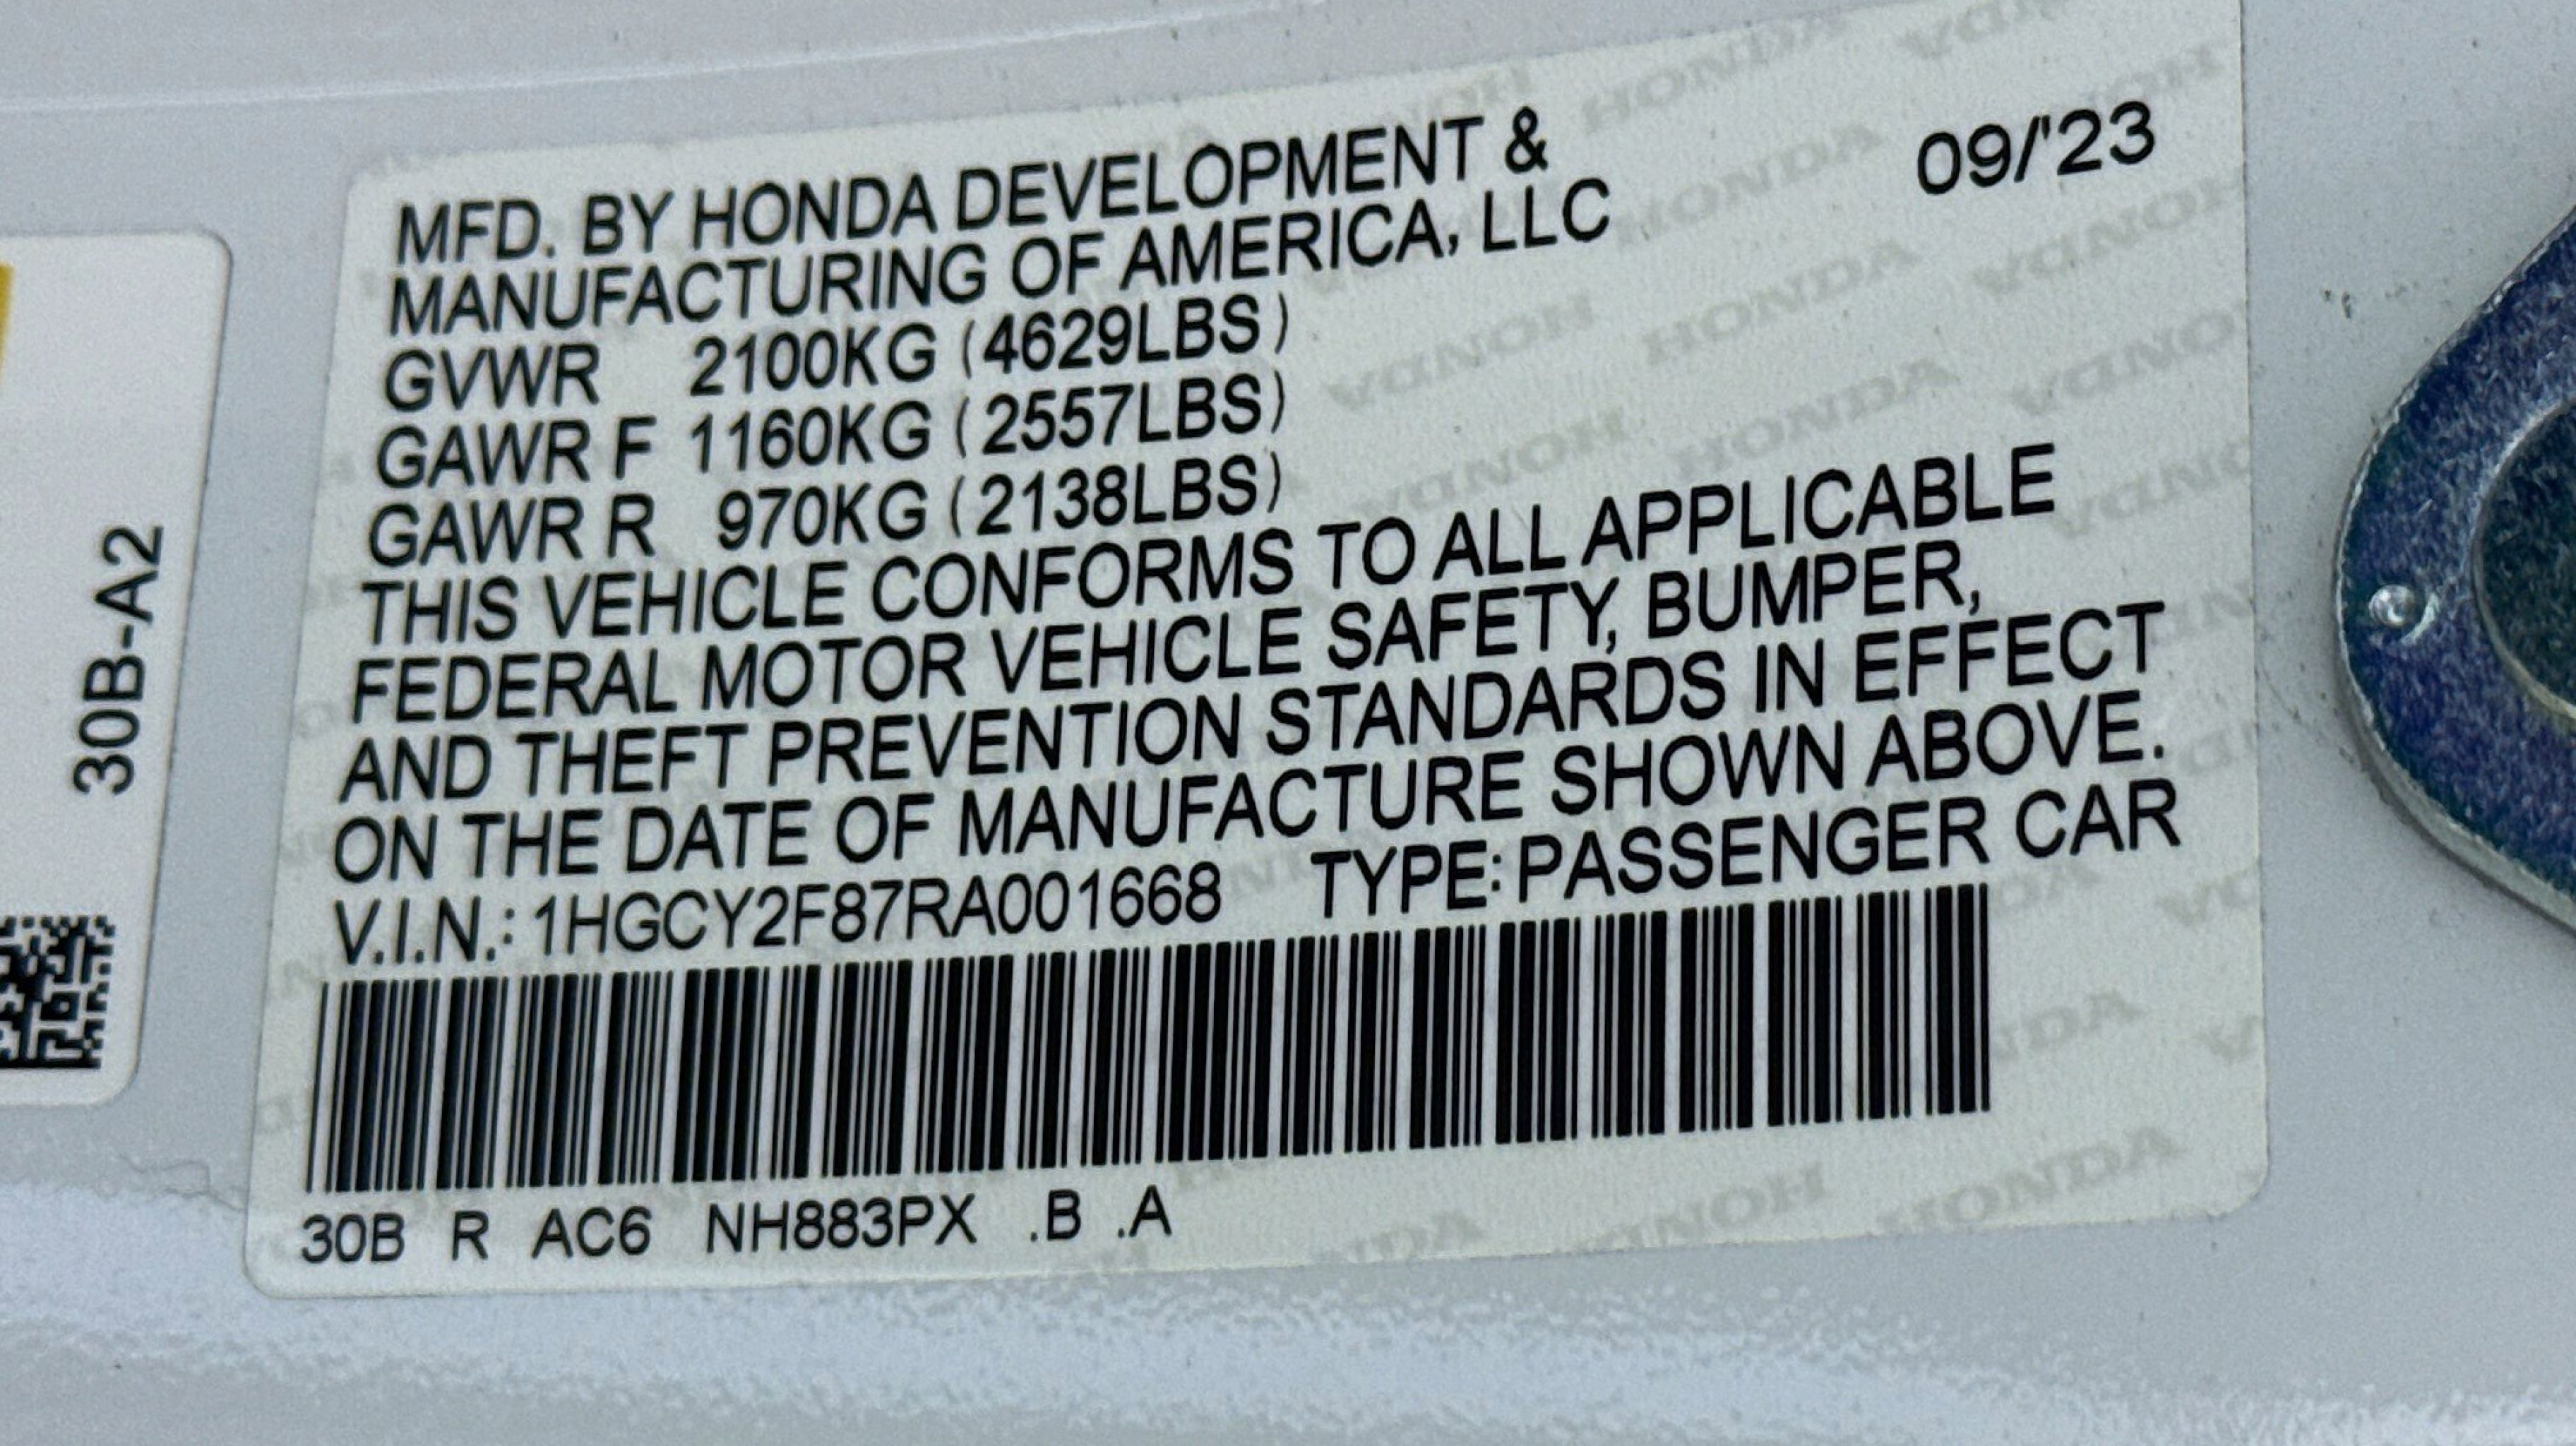 MFD. BY HONDA DEVELOPMENT &
MANUFACTURING OF AMERICA, LLC
09/'23
GVWR 2100KG (4629LBS)
GAWR F 1160KG (2557LBS)
GAWR R 970KG (2138LBS)
THIS VEHICLE CONFORMS TO ALL APPLICABLE
FEDERAL MOTOR VEHICLE SAFETY, BUMPER,
AND THEFT PREVENTION STANDARDS IN EFFECT
ON THE DATE OF MANUFACTURE SHOWN ABOVE.
V.I.N.: 1HGCY2F87RA001668 TYPE: PASSENGER CAR
30B R AC6 NH883PX .B .A
30B-A2